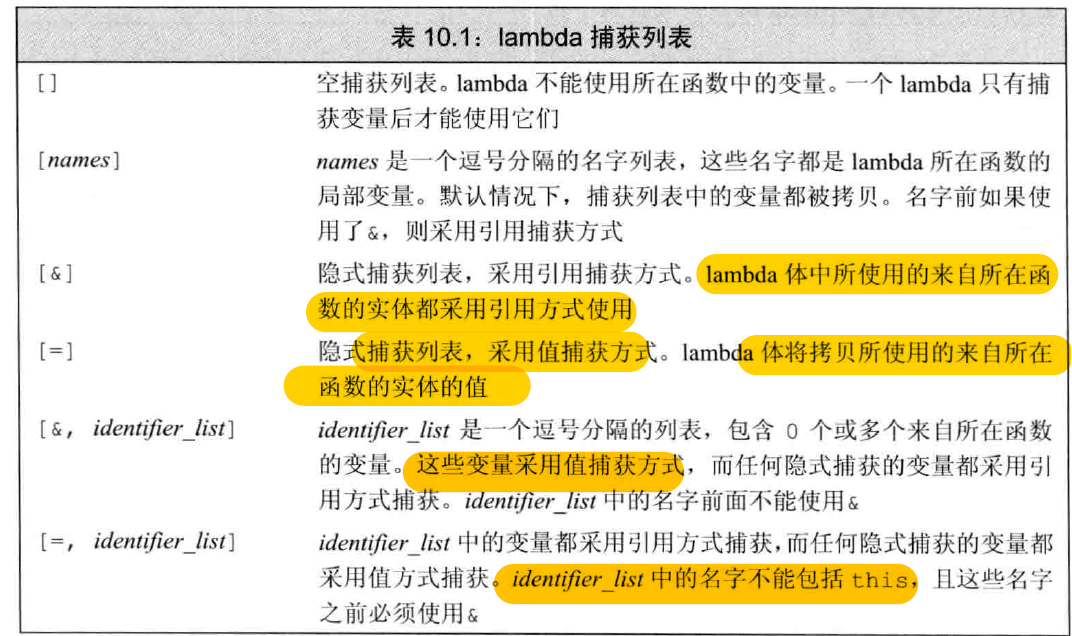 表 10.1：lambda 捕获列表
[] 空捕获列表。lambda 不能使用所在函数中的变量。一个 lambda 只有捕
获变量后才能使用它们
[names] names 是一个逗号分隔的名字列表，这些名字都是 lambda 所在函数的
局部变量。默认情况下，捕获列表中的变量都被拷贝。名字前如果使
用了&，则采用引用捕获方式
[&] 隐式捕获列表，采用引用捕获方式。lambda 体中所使用的来自所在函
数的实体都采用引用方式使用
[=] 隐式捕获列表，采用值捕获方式。lambda 体将拷贝所使用的来自所在
函数的实体的值
[&, identifier_list] identifier_list 是一个逗号分隔的列表，包含 0 个或多个来自所在函数
的变量。这些变量采用值捕获方式，而任何隐式捕获的变量都采用引
用方式捕获。identifier_list 中的名字前面不能使用&
[=, identifier_list] identifier_list 中的变量都采用引用方式捕获，而任何隐式捕获的变量都
采用值方式捕获。identifier_list 中的名字不能包括 this，且这些名字
之前必须使用&